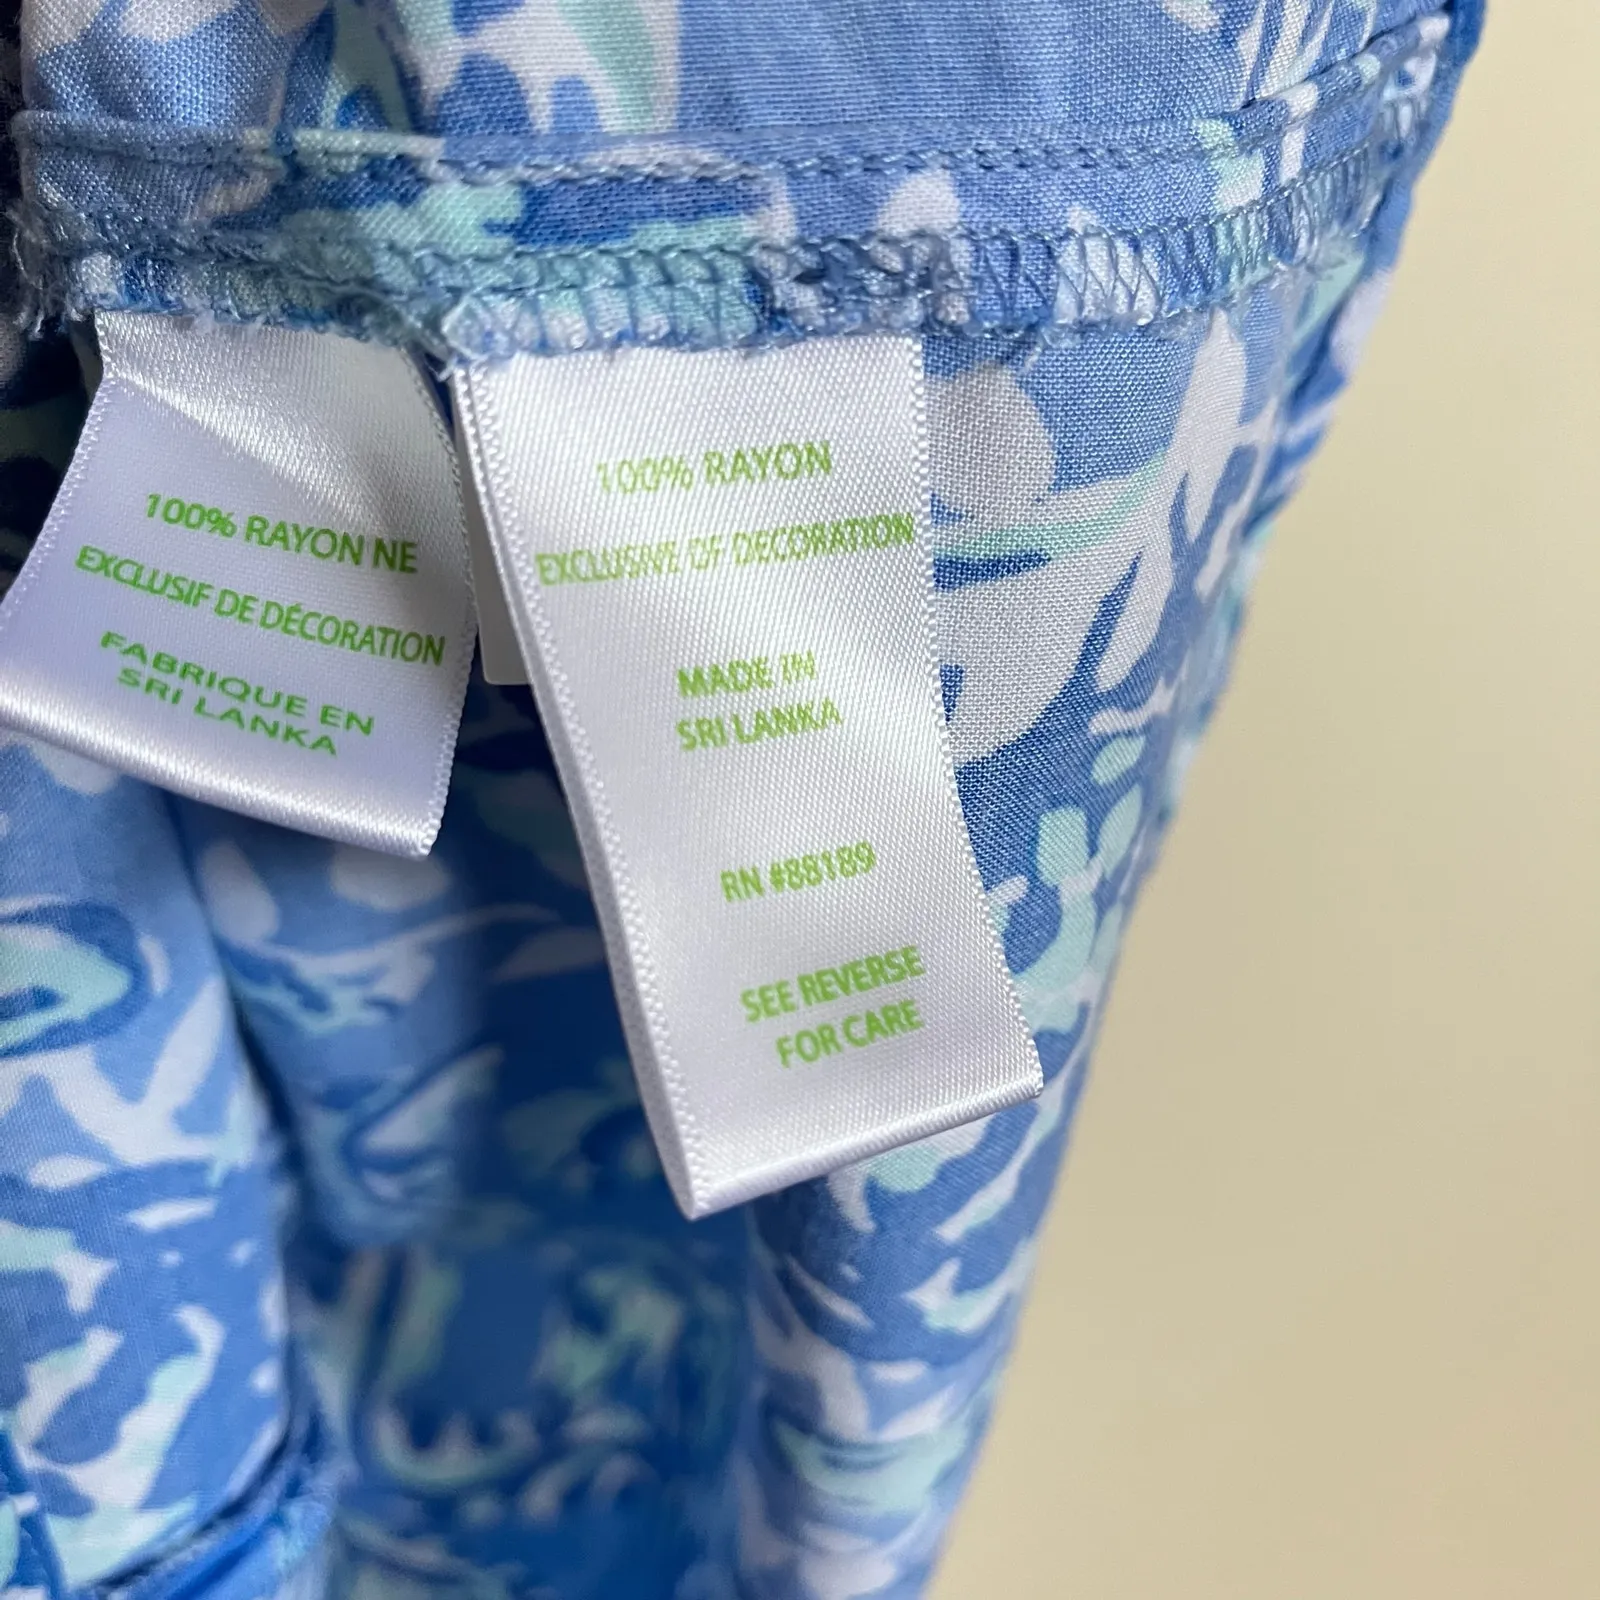 100% RAYON NE
EXCLUSIF DE DÉCORATION
FABRIQUE EN
SRI LANKA
100% RAYON
EXCLUSIVE OF DECORATION
MADE IN
SRI LANKA
RN #88189
SEE REVERSE
FOR CARE